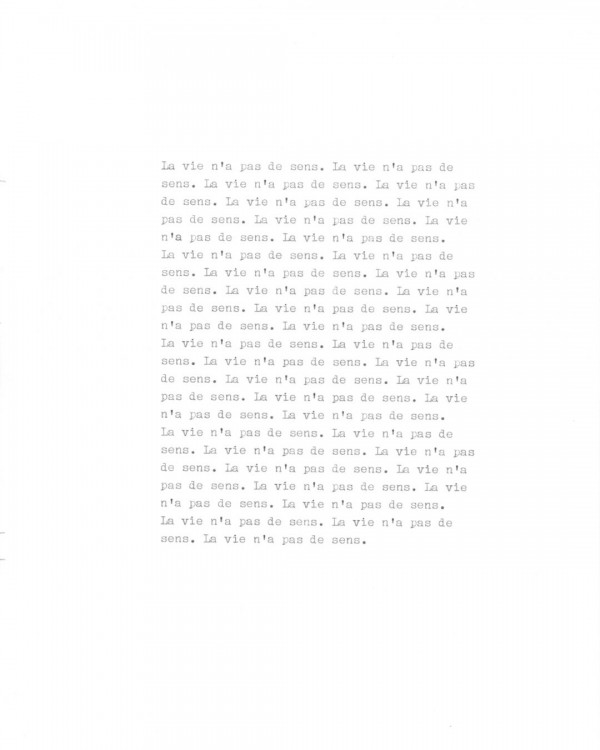 La vie n'a pas de sens. La vie n'a pas de
sens. La vie n'a pas de sens. La vie n'a pas
de sens. La vie n'a pas de sens. La vie n'a
pas de sens. La vie n'a pas de sens. La vie
n'a pas de sens. La vie n'a pas de sens.
La vie n'a pas de sens. La vie n'a pas de
sens. La vie n'a pas de sens. La vie n'a pas
de sens. La vie n'a pas de sens. La vie n'a
pas de sens. La vie n'a pas de sens. La vie
n'a pas de sens. La vie n'a pas de sens.
La vie n'a pas de sens. La vie n'a pas de
sens. La vie n'a pas de sens. La vie n'a pas
de sens. La vie n'a pas de sens. La vie n'a
pas de sens. La vie n'a pas de sens. La vie
n'a pas de sens. La vie n'a pas de sens.
La vie n'a pas de sens. La vie n'a pas de
sens. La vie n'a pas de sens. La vie n'a pas
de sens. La vie n'a pas de sens. La vie n'a
pas de sens. La vie n'a pas de sens. La vie
n'a pas de sens. La vie n'a pas de sens.
La vie n'a pas de sens. La vie n'a pas de
sens. La vie n'a pas de sens.